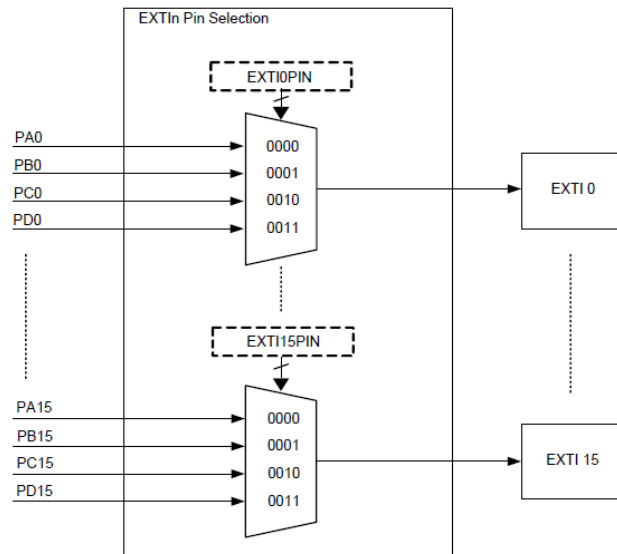 EXTIn Pin Selection
EXTI0PIN
PA0
PB0
PC0
PD0
0000
0001
0010
0011
EXTI 0
EXTI15PIN
PA15
PB15
PC15
PD15
0000
0001
0010
0011
EXTI 15